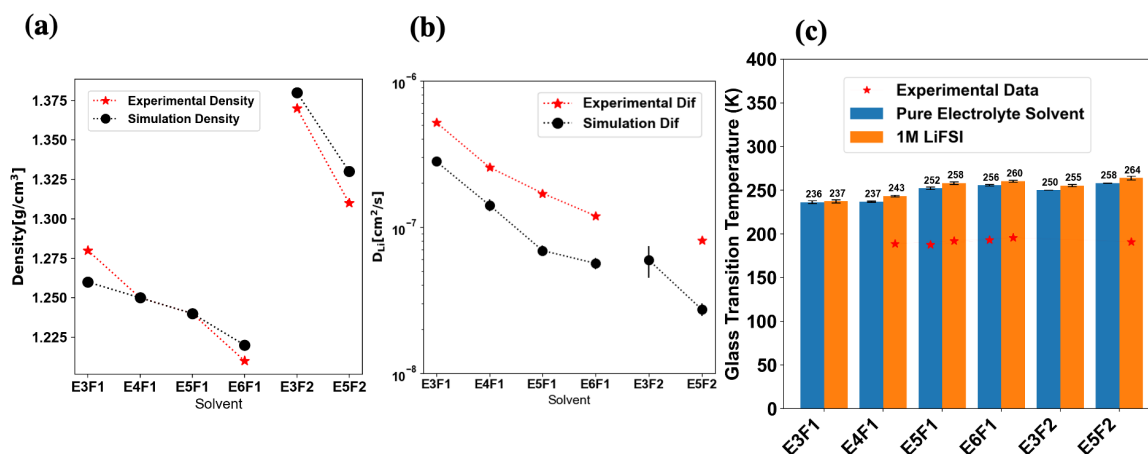 (a)
Density[g/cm³]
1.375
1.350
1.325
1.300
1.275
1.250
1.225
Experimental Density
Simulation Density
E3F1 E4F1 E5F1 E6F1 E3F2 E5F2
Solvent
(b)
D_Li[cm²/s]
10⁻⁶
10⁻⁷
10⁻⁸
Experimental Dif
Simulation Dif
E3F1 E4F1 E5F1 E6F1 E3F2 E5F2
Solvent
(c)
Glass Transition Temperature (K)
400
350
300
250
200
150
100
50
0
Experimental Data
Pure Electrolyte Solvent
1M LiFSI
236 237 237 243 252 258 256 260 250 255 258 264
E3F1 E4F1 E5F1 E6F1 E3F2 E5F2